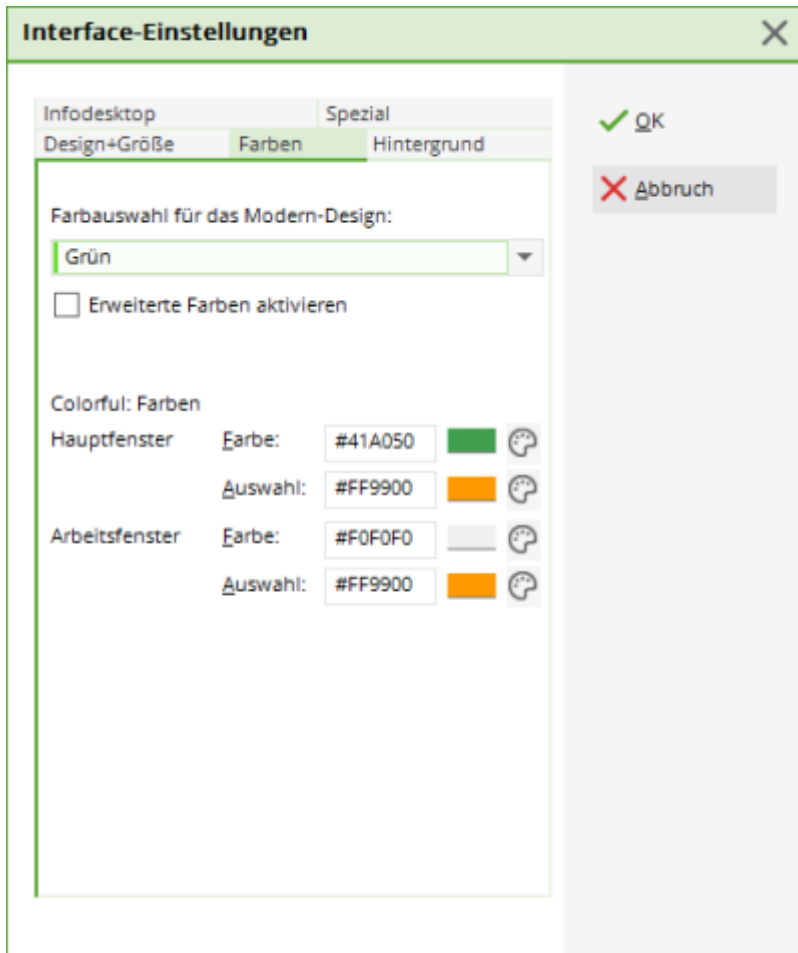 Interface-Einstellungen
Infodesktop Spezial
Design+Größe Farben Hintergrund
Farbauswahl für das Modern-Design:
Grün
Erweiterte Farben aktivieren
Colorful: Farben
Hauptfenster Farbe: #41A050
Auswahl: #FF9900
Arbeitsfenster Farbe: #F0F0F0
Auswahl: #FF9900
OK
Abbruch